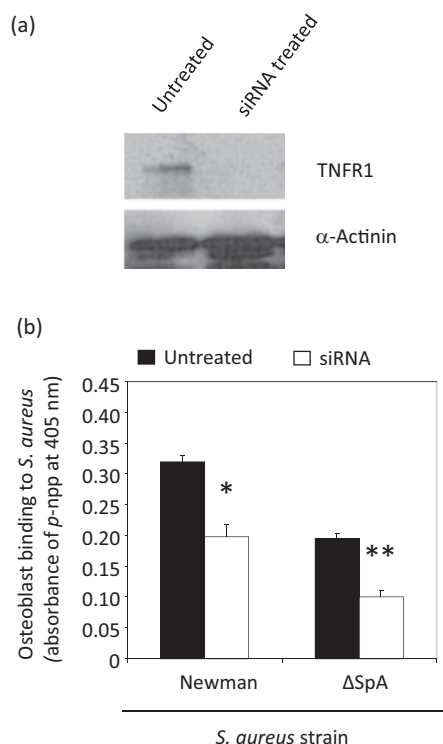 (a)
Untreated
siRNA treated
TNFR1
α-Actinin
(b)
Untreated
siRNA
Osteoblast binding to S. aureus
(absorbance of p-npp at 405 nm)
0.45
0.40
0.35
0.30
0.25
0.20
0.15
0.10
0.05
0
*
**
Newman
ΔSpA
S. aureus strain